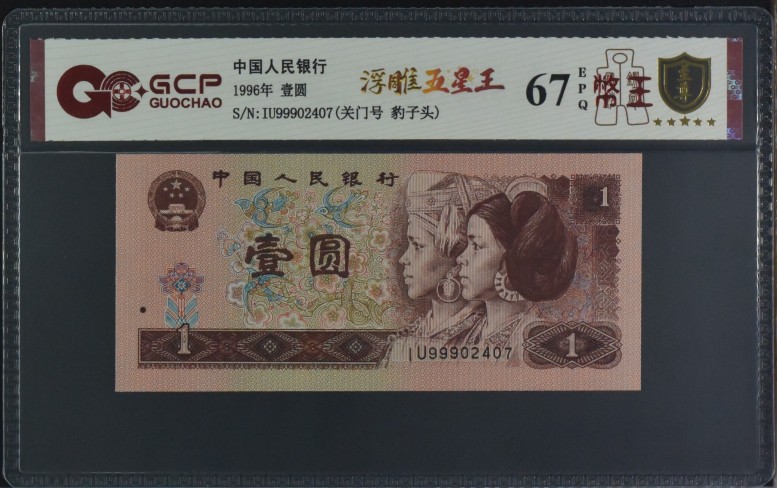 GCP
GUOCHAO
中国人民银行
1996年 壹圆
S/N:IU99902407(关门号 豹子头)
浮雕五星王
67
EPQ
中国人民银行
壹圆
1
1
1
IU99902407